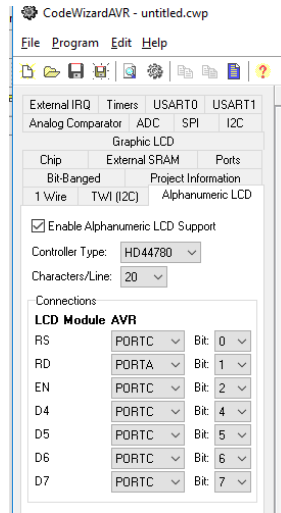 CodeWizardAVR - untitled.cwp
File Program Edit Help
External IRQ Timers USART0 USART1
Analog Comparator ADC SPI I2C
Graphic LCD
Chip External SRAM Ports
Bit-Banged Project Information
1 Wire TWI (I2C) Alphanumeric LCD
Enable Alphanumeric LCD Support
Controller Type: HD44780
Characters/Line: 20
Connections
LCD Module AVR
RS PORTC Bit: 0
RD PORTA Bit: 1
EN PORTC Bit: 2
D4 PORTC Bit: 4
D5 PORTC Bit: 5
D6 PORTC Bit: 6
D7 PORTC Bit: 7